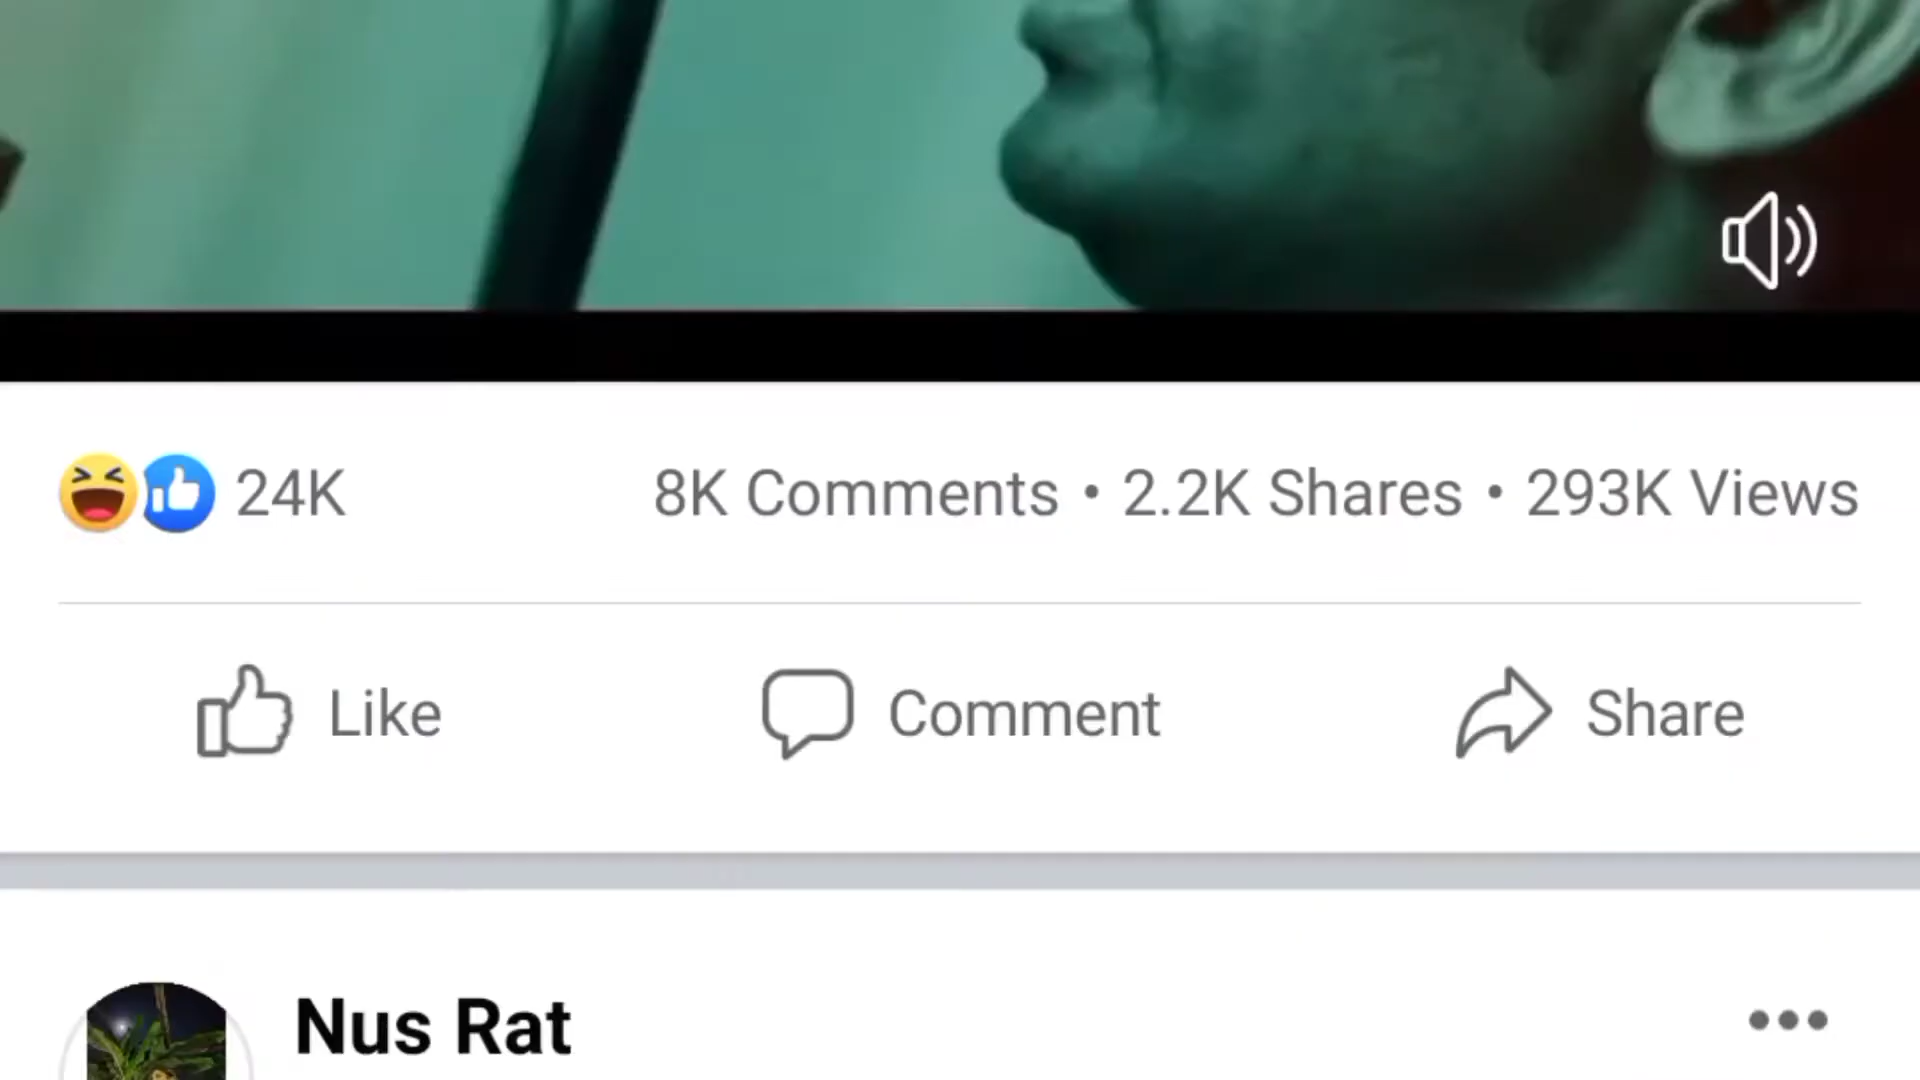 24K 8K Comments • 2.2K Shares • 293K Views
Like Comment Share
Nus Rat